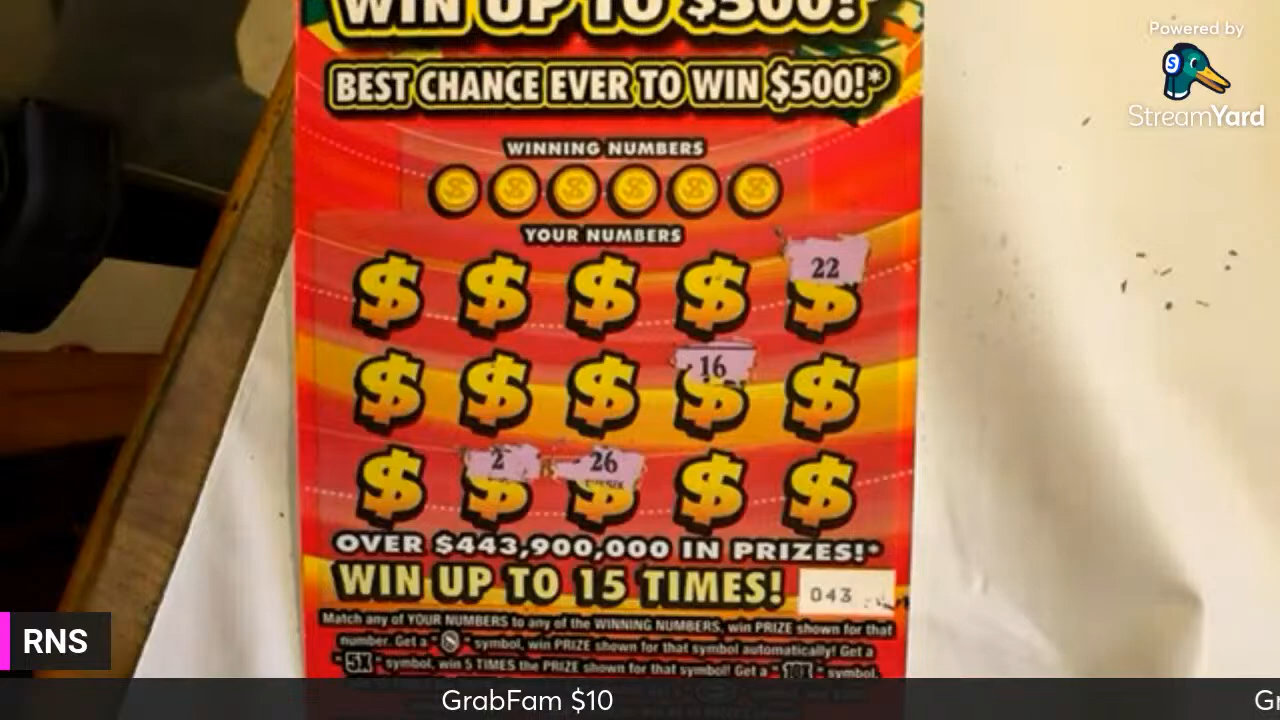 WIN UP TO $500!*
Powered by
StreamYard
BEST CHANCE EVER TO WIN $500!*
WINNING NUMBERS
YOUR NUMBERS
22
16
2 26
OVER $443,900,000 IN PRIZES!*
WIN UP TO 15 TIMES!
043
Match any of YOUR NUMBERS to any of the WINNING NUMBERS, win PRIZE shown for that
number. Get a " " symbol, win PRIZE shown for that symbol automatically! Get a
"5X" symbol, win 5 TIMES the PRIZE shown for that symbol! Get a "10X" symbol,
RNS
GrabFam $10
Gr